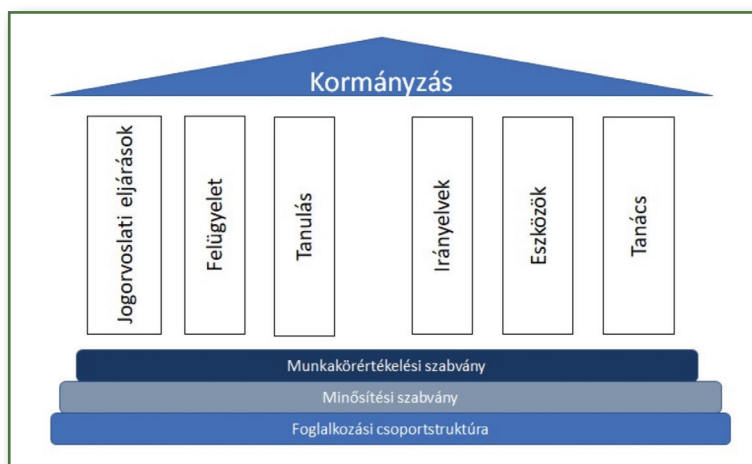 Kormányzás
Jogorvoslati eljárások
Felügyelet
Tanulás
Irányelvek
Eszközök
Tanács
Munkakörértékelési szabvány
Minősítési szabvány
Foglalkozási csoportstruktúra